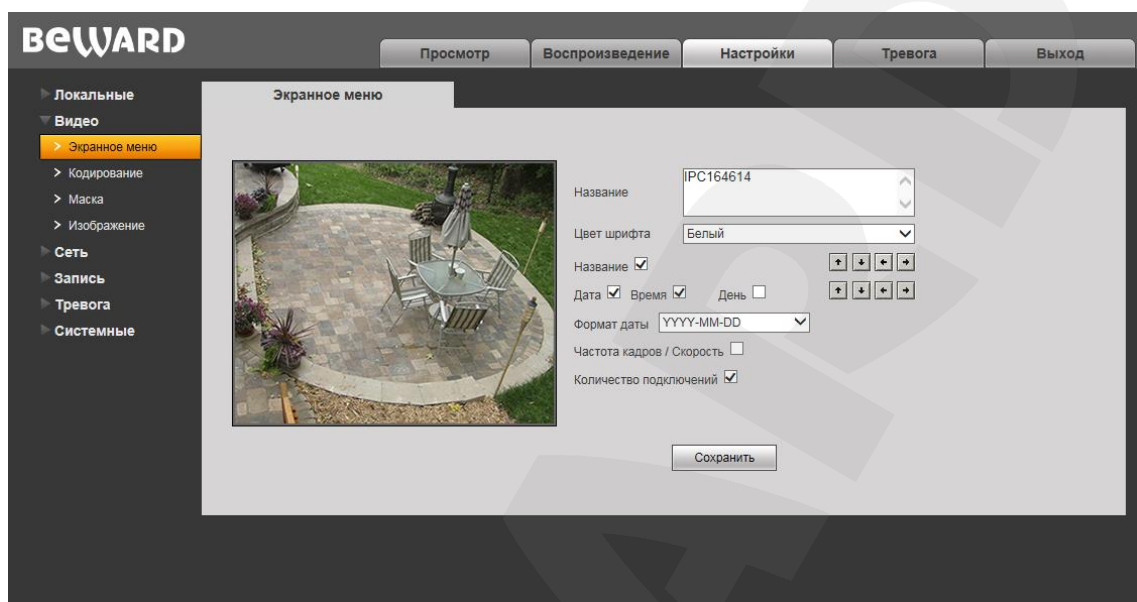 BEWARD
Просмотр Воспроизведение Настройки Тревога Выход
Локальные
Видео
> Экранное меню
> Кодирование
> Маска
> Изображение
Сеть
Запись
Тревога
Системные
Экранное меню
Название IPC164614
Цвет шрифта Белый
Название
Дата Время День
Формат даты YYYY-MM-DD
Частота кадров / Скорость
Количество подключений
Сохранить